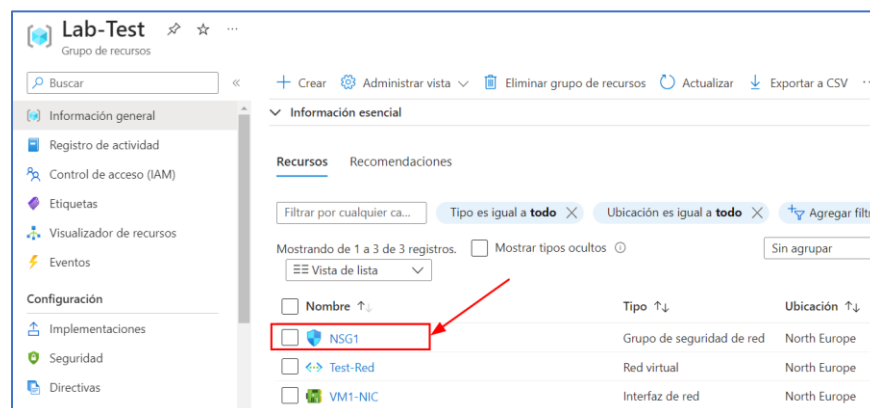 Lab-Test
Grupo de recursos
Buscar
Información general
Registro de actividad
Control de acceso (IAM)
Etiquetas
Visualizador de recursos
Eventos
Configuración
Implementaciones
Seguridad
Directivas
Crear Administrar vista Eliminar grupo de recursos Actualizar Exportar a CSV ...
Información esencial
Recursos Recomendaciones
Filtrar por cualquier ca... Tipo es igual a todo Ubicación es igual a todo Agregar filtr
Mostrando de 1 a 3 de 3 registros. Mostrar tipos ocultos Sin agrupar
Vista de lista
Nombre Tipo Ubicación
NSG1 Grupo de seguridad de red North Europe
Test-Red Red virtual North Europe
VM1-NIC Interfaz de red North Europe